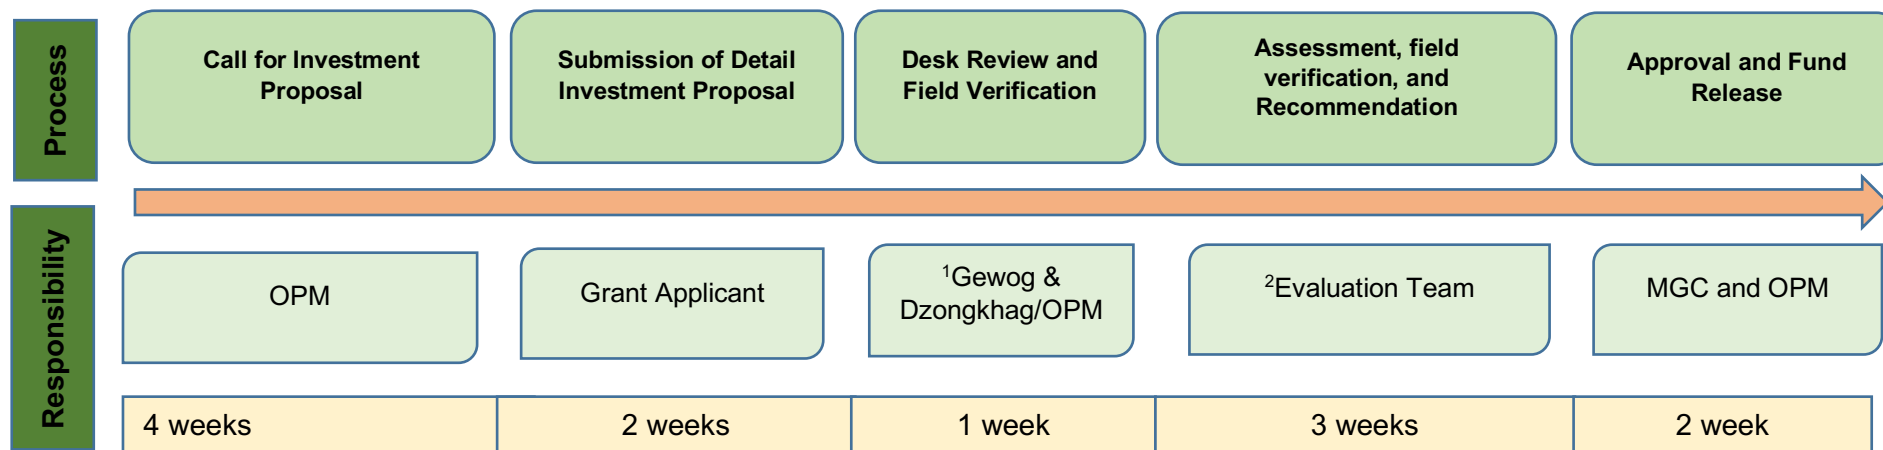 Process
Call for Investment
Proposal
Submission of Detail
Investment Proposal
Desk Review and
Field Verification
Assessment, field
verification, and
Recommendation
Approval and Fund
Release
Responsibility
OPM
Grant Applicant
¹Gewog &
Dzongkhag/OPM
²Evaluation Team
MGC and OPM
4 weeks
2 weeks
1 week
3 weeks
2 week